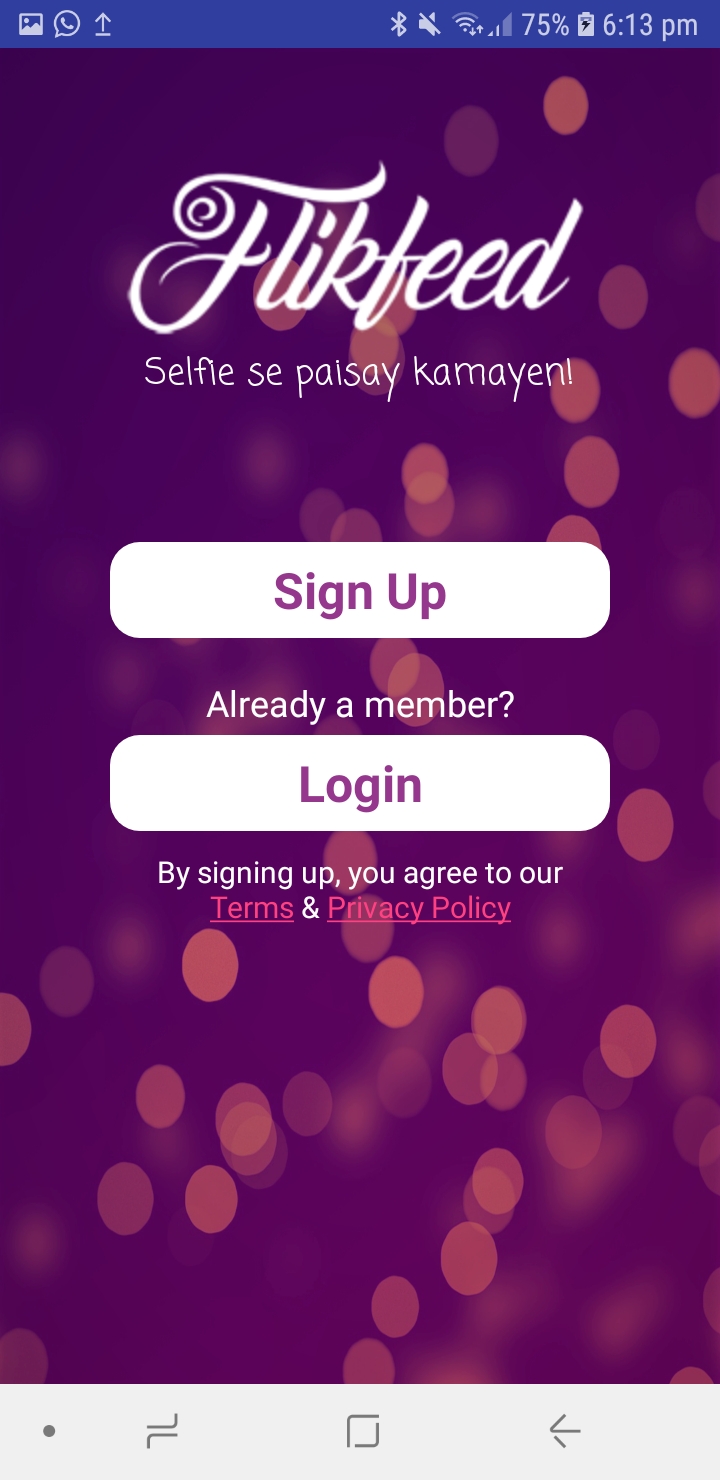 75% 6:13 pm
Flikfeed
Selfie se paisay kamayen!
Sign Up
Already a member?
Login
By signing up, you agree to our
Terms & Privacy Policy